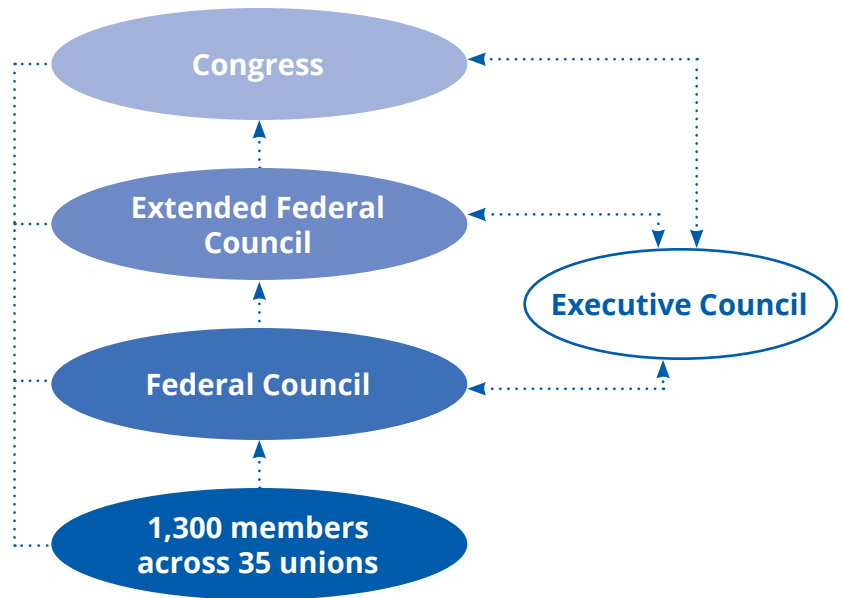 Congress
Extended Federal
Council
Executive Council
Federal Council
1,300 members
across 35 unions